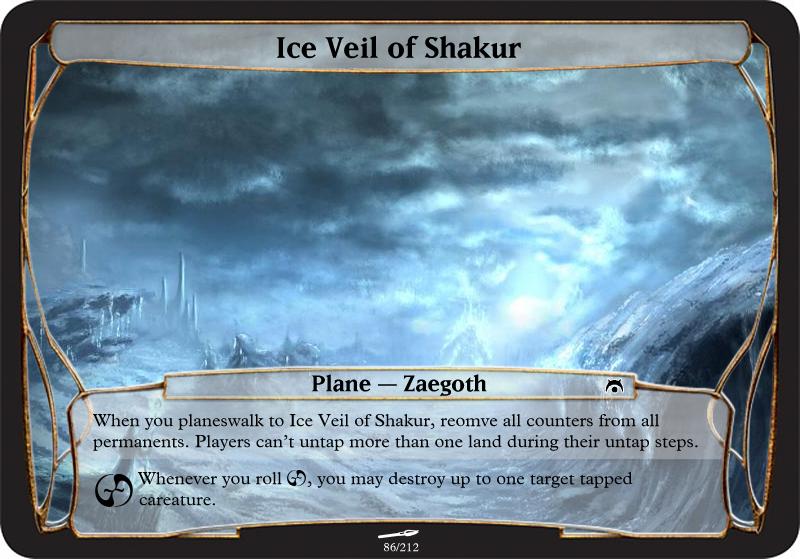 Ice Veil of Shakur
Plane — Zaegoth
When you planeswalk to Ice Veil of Shakur, reomve all counters from all
permanents. Players can't untap more than one land during their untap steps.
Whenever you roll , you may destroy up to one target tapped
careature.
86/212